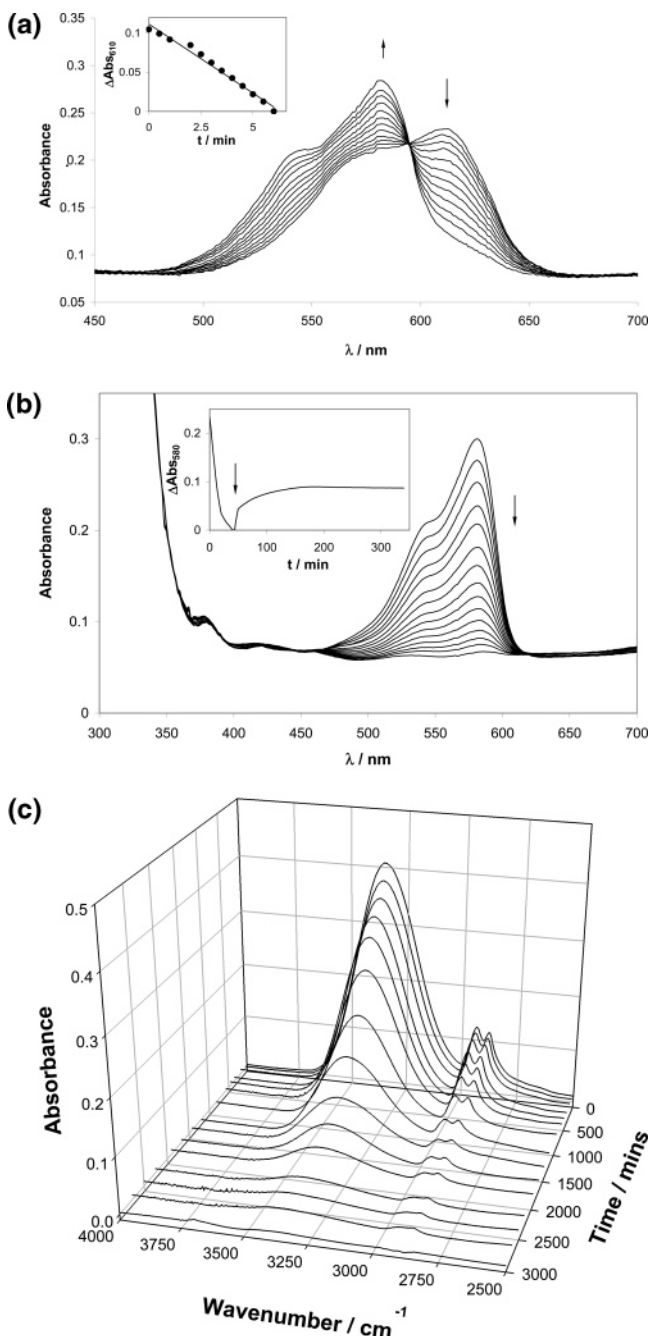 (a)
0.1
0.05
0
ΔAbs610
0 2.5 5
t / min
0.3
0.25
0.2
0.15
0.1
0.05
Absorbance
450 500 550 600 650 700
λ / nm
(b)
0.2
0.1
0
ΔAbs580
0 100 200 300
t / min
0.3
0.2
0.1
0
Absorbance
300 350 400 450 500 550 600 650 700
λ / nm
(c)
0.5
0.4
0.3
0.2
0.1
0.0
Absorbance
4000 3750 3500 3250 3000 2750 2500
Wavenumber / cm -1
0
500
1000
1500
2000
2500
3000
Time / mins